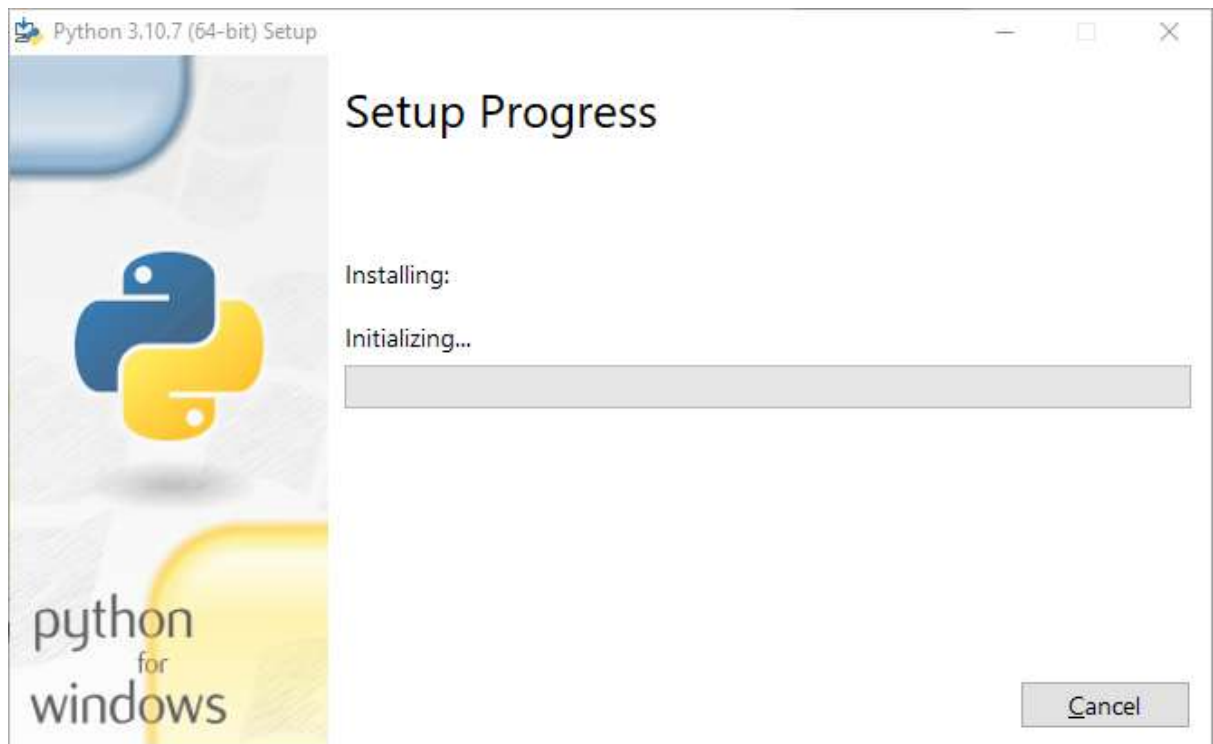 Python 3.10.7 (64-bit) Setup
Setup Progress
Installing:
Initializing...
python
for
windows
Cancel